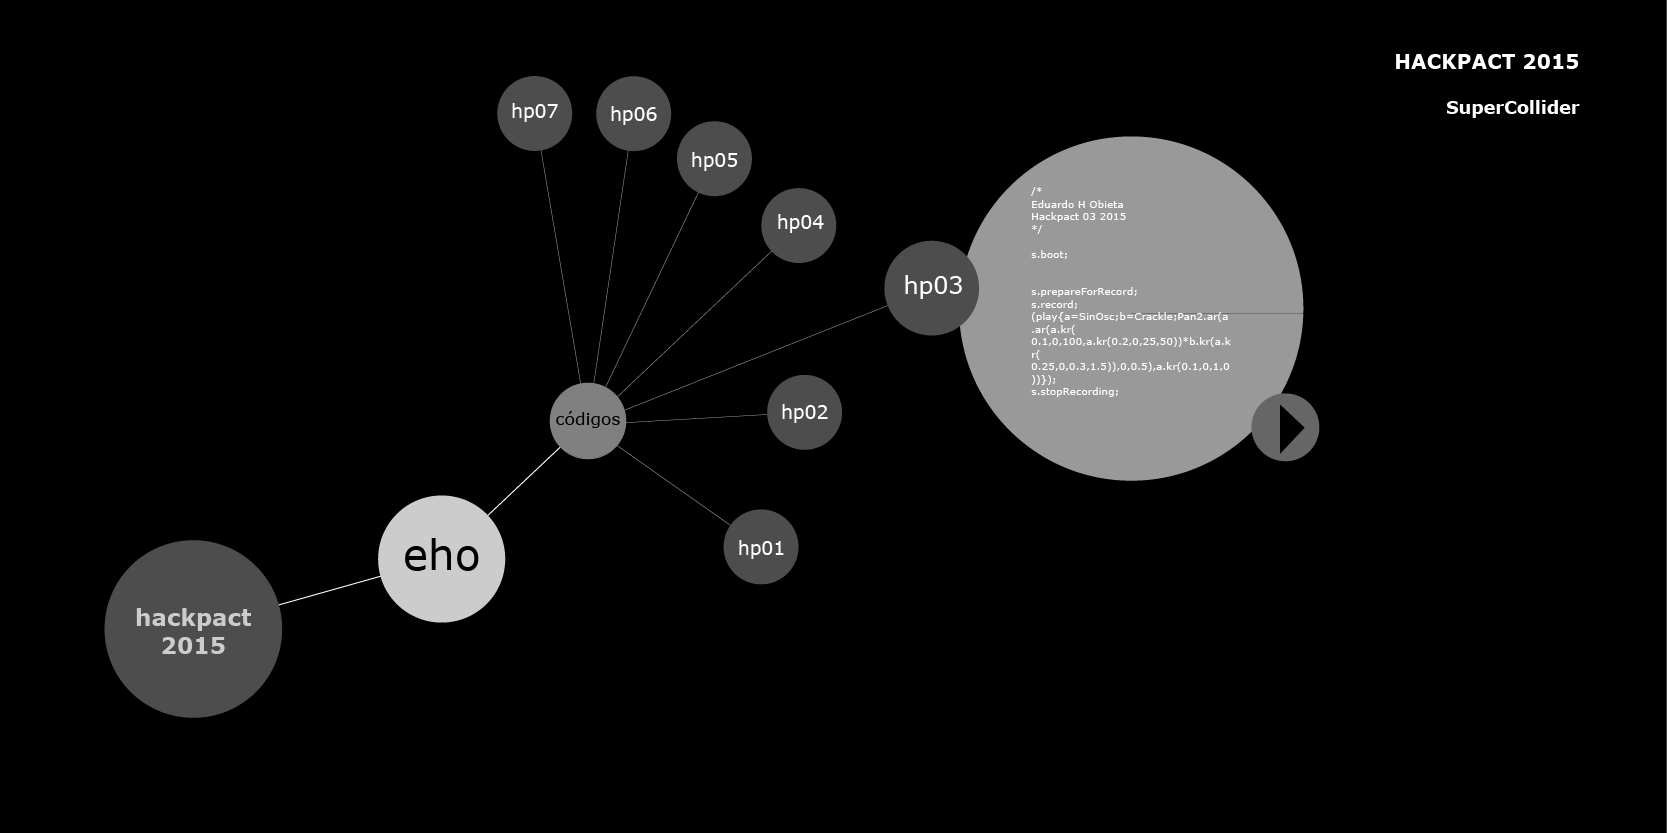 HACKPACT 2015
SuperCollider
hp07
hp06
hp05
hp04
hp03
hp02
hp01
códigos
eho
hackpact
2015
/*
Eduardo H Obieta
Hackpact 03 2015
*/
s.boot;
s.prepareForRecord;
s.record;
(play{a=SinOsc;b=Crackle;Pan2.ar(a
.ar(a.kr(
0.1,0,100,a.kr(0.2,0,25,50))*b.kr(a.k
r(
0.25,0,0.3,1.5)),0,0.5),a.kr(0.1,0,1,0
))});
s.stopRecording;